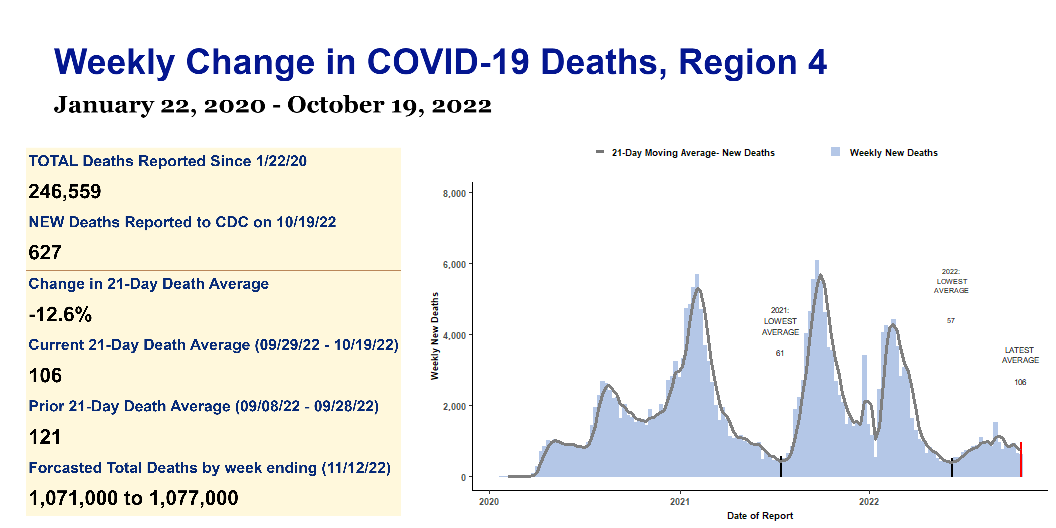 Weekly Change in COVID-19 Deaths, Region 4
January 22, 2020 - October 19, 2022
TOTAL Deaths Reported Since 1/22/20
246,559
NEW Deaths Reported to CDC on 10/19/22
627
Change in 21-Day Death Average
-12.6%
Current 21-Day Death Average (09/29/22 - 10/19/22)
106
Prior 21-Day Death Average (09/08/22 - 09/28/22)
121
Forcasted Total Deaths by week ending (11/12/22)
1,071,000 to 1,077,000
21-Day Moving Average- New Deaths
Weekly New Deaths
Weekly New Deaths
8,000
6,000
4,000
2,000
0
2021:
LOWEST
AVERAGE
61
2022:
LOWEST
AVERAGE
57
LATEST
AVERAGE
106
2020
2021
2022
Date of Report